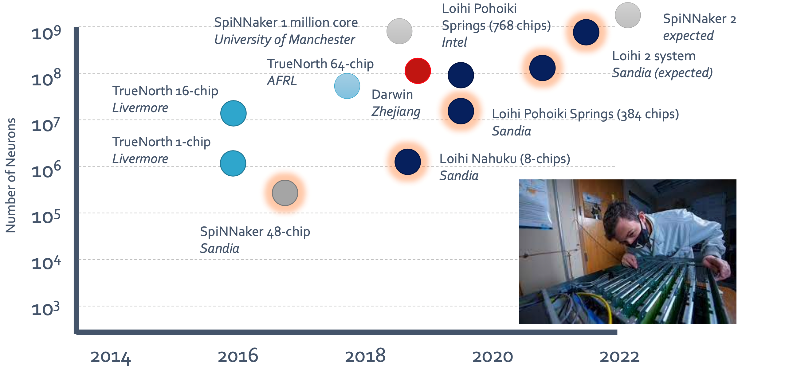 Number of Neurons
10⁹
10⁸
10⁷
10⁶
10⁵
10⁴
10³
SpiNNaker 1 million core
University of Manchester
Loihi Pohoiki
Springs (768 chips)
Intel
SpiNNaker 2
expected
TrueNorth 64-chip
AFRL
Loihi 2 system
Sandia (expected)
TrueNorth 16-chip
Livermore
Darwin
Zhejiang
Loihi Pohoiki Springs (384 chips)
Sandia
TrueNorth 1-chip
Livermore
Loihi Nahuku (8-chips)
Sandia
SpiNNaker 48-chip
Sandia
2014
2016
2018
2020
2022